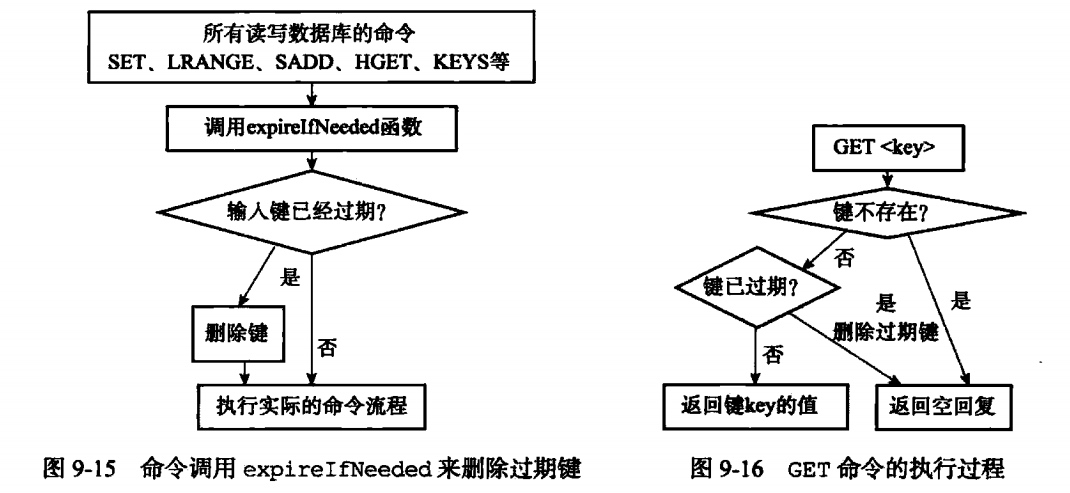 所有读写数据库的命令
SET、LRANGE、SADD、HGET、KEYS等
调用expireIfNeeded函数
输入键已经过期?
是
删除键
否
执行实际的命令流程
图 9-15 命令调用 expireIfNeeded 来删除过期键
GET <key>
键不存在?
否
键已过期?
是
删除过期键
是
否
返回键key的值
返回空回复
图 9-16 GET 命令的执行过程